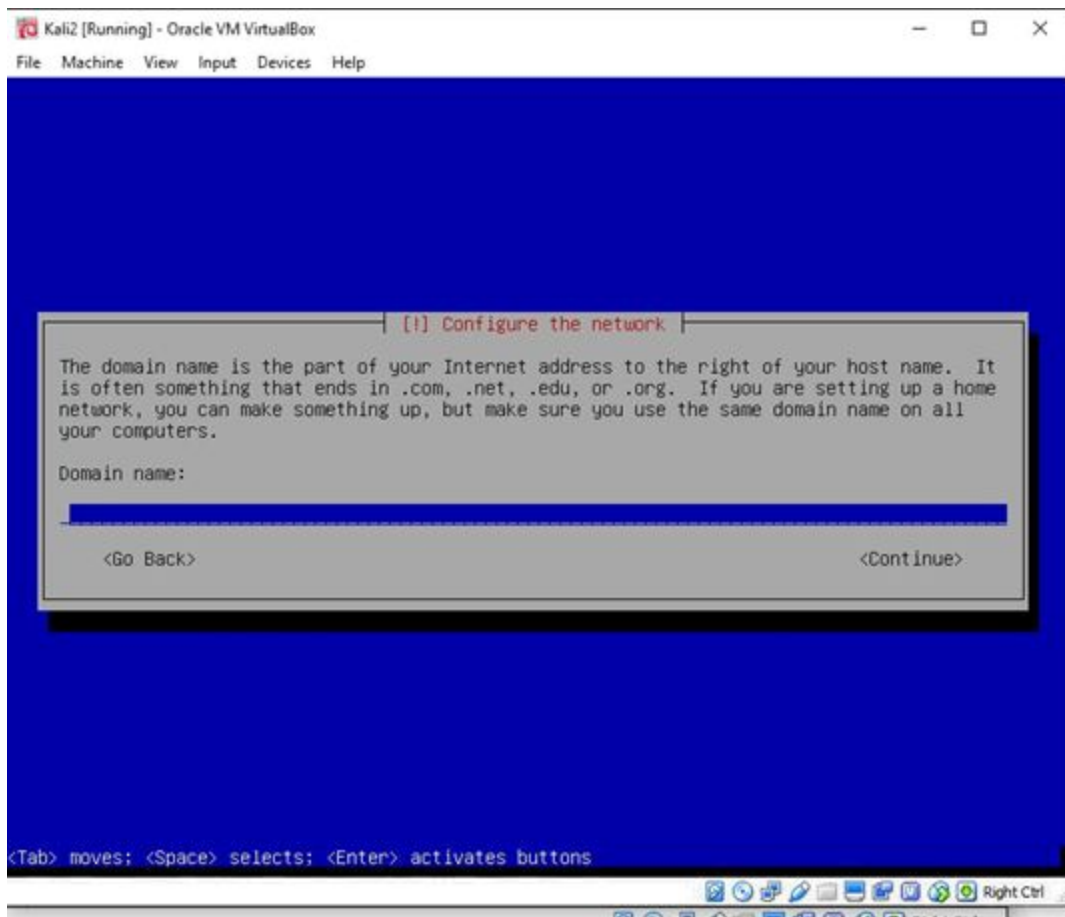 Kali2 [Running] - Oracle VM VirtualBox
File Machine View Input Devices Help
[!] Configure the network
The domain name is the part of your Internet address to the right of your host name. It
is often something that ends in .com, .net, .edu, or .org. If you are setting up a home
network, you can make something up, but make sure you use the same domain name on all
your computers.
Domain name:
<Go Back> <Continue>
<Tab> moves; <Space> selects; <Enter> activates buttons
Right Ctrl